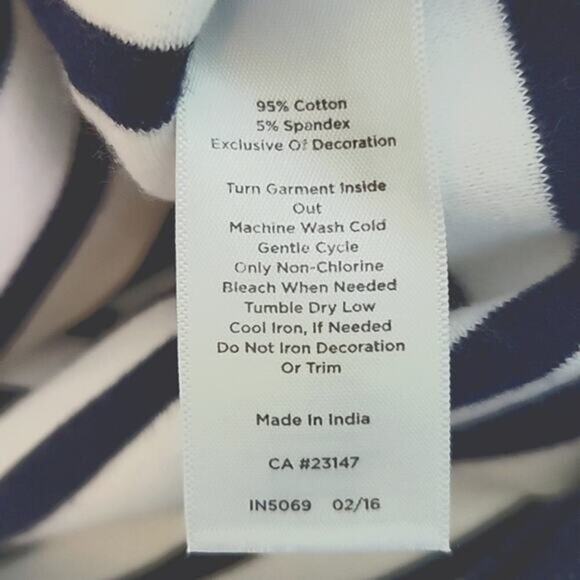 95% Cotton
5% Spandex
Exclusive Of Decoration
Turn Garment Inside
Out
Machine Wash Cold
Gentle Cycle
Only Non-Chlorine
Bleach When Needed
Tumble Dry Low
Cool Iron, If Needed
Do Not Iron Decoration
Or Trim
Made In India
CA #23147
IN5069 02/16